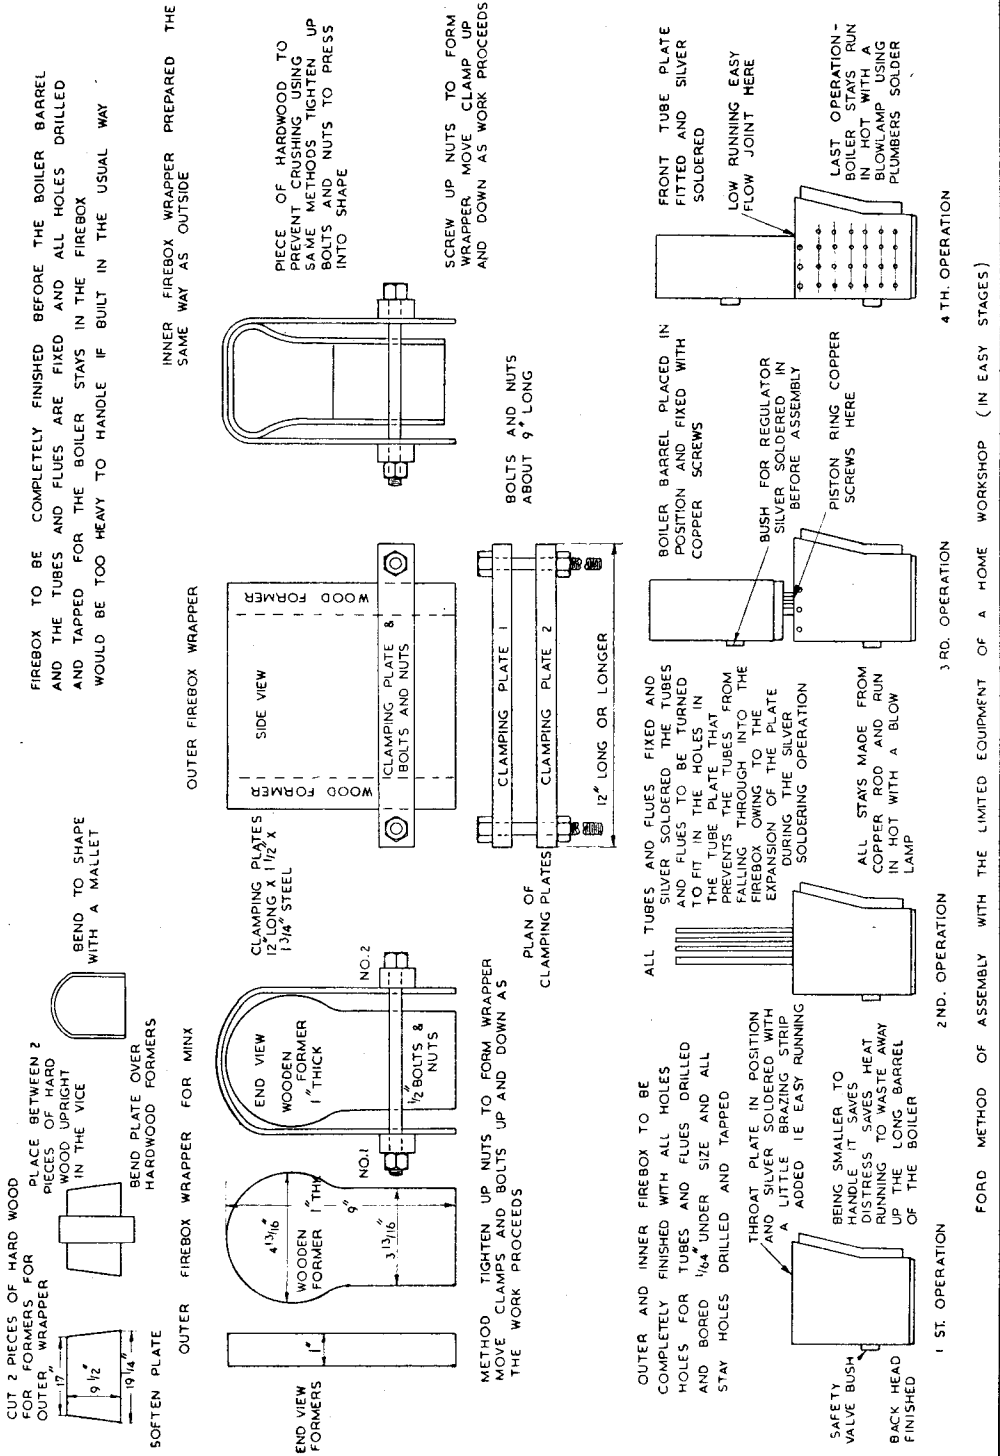 FIREBOX TO BE COMPLETELY FINISHED BEFORE THE BOILER BARREL
AND THE TUBES AND FLUES ARE FIXED AND ALL HOLES DRILLED
AND TAPPED FOR THE BOILER STAYS IN THE FIREBOX
WOULD BE TOO HEAVY TO HANDLE IF BUILT IN THE USUAL WAY
CUT 2 PIECES OF HARD WOOD
FOR FORMERS FOR
OUTER WRAPPER
17"
9 1/2"
19 1/4"
SOFTEN PLATE
PLACE BETWEEN 2
PIECES OF HARD
WOOD UPRIGHT
IN THE VICE
BEND PLATE OVER
HARDWOOD FORMERS
BEND TO SHAPE
WITH A MALLET
OUTER FIREBOX WRAPPER FOR MINX
END VIEW
FORMERS
1"
4 13/16"
WOODEN
FORMER
1" THK
9"
3 13/16"
END VIEW
WOODEN
FORMER
1" THICK
1/2" BOLTS &
NUTS
NO.1
NO.2
METHOD TIGHTEN UP NUTS TO FORM WRAPPER
MOVE CLAMPS AND BOLTS UP AND DOWN AS
THE WORK PROCEEDS
OUTER FIREBOX WRAPPER
CLAMPING PLATES
12" LONG X 1 1/2" X
1 3/4" STEEL
SIDE VIEW
WOOD FORMER
WOOD FORMER
CLAMPING PLATE &
BOLTS AND NUTS
PLAN OF
CLAMPING PLATES
CLAMPING PLATE 1
CLAMPING PLATE 2
12" LONG OR LONGER
BOLTS AND NUTS
ABOUT 9" LONG
INNER FIREBOX WRAPPER PREPARED THE
SAME WAY AS OUTSIDE
PIECE OF HARDWOOD TO
PREVENT CRUSHING USING
SAME METHODS TIGHTEN UP
BOLTS AND NUTS TO PRESS
INTO SHAPE
SCREW UP NUTS TO FORM
WRAPPER MOVE CLAMP UP
AND DOWN AS WORK PROCEEDS
OUTER AND INNER FIREBOX TO BE
COMPLETELY FINISHED WITH ALL HOLES
HOLES FOR TUBES AND FLUES DRILLED
AND BORED 1/64" UNDER SIZE AND ALL
STAY HOLES DRILLED AND TAPPED
THROAT PLATE IN POSITION
AND SILVER SOLDERED WITH
A LITTLE BRAZING STRIP
ADDED IE EASY RUNNING
BEING SMALLER TO
HANDLE IT SAVES
DISTRESS SAVES HEAT
RUNNING TO WASTE AWAY
UP THE LONG BARREL
OF THE BOILER
SAFETY
VALVE BUSH
BACK HEAD
FINISHED
1 ST. OPERATION
ALL TUBES AND FLUES FIXED AND
SILVER SOLDERED THE TUBES
AND FLUES TO BE TURNED
TO FIT IN THE HOLES IN
THE TUBE PLATE THAT
PREVENTS THE TUBES FROM
FALLING THROUGH INTO THE
FIREBOX OWING TO THE
EXPANSION OF THE PLATE
DURING THE SILVER
SOLDERING OPERATION
ALL STAYS MADE FROM
COPPER ROD AND RUN
IN HOT WITH A BLOW
LAMP
2 ND. OPERATION
BOILER BARREL PLACED IN
POSITION AND FIXED WITH
COPPER SCREWS
BUSH FOR REGULATOR
SILVER SOLDERED IN
BEFORE ASSEMBLY
PISTON RING COPPER
SCREWS HERE
3 RD. OPERATION
FRONT TUBE PLATE
FITTED AND SILVER
SOLDERED
LOW RUNNING EASY
FLOW JOINT HERE
LAST OPERATION-
BOILER STAYS RUN
IN HOT WITH A
BLOWLAMP USING
PLUMBERS SOLDER
4 TH. OPERATION
FORD METHOD OF ASSEMBLY WITH THE LIMITED EQUIPMENT OF A HOME WORKSHOP (IN EASY STAGES)